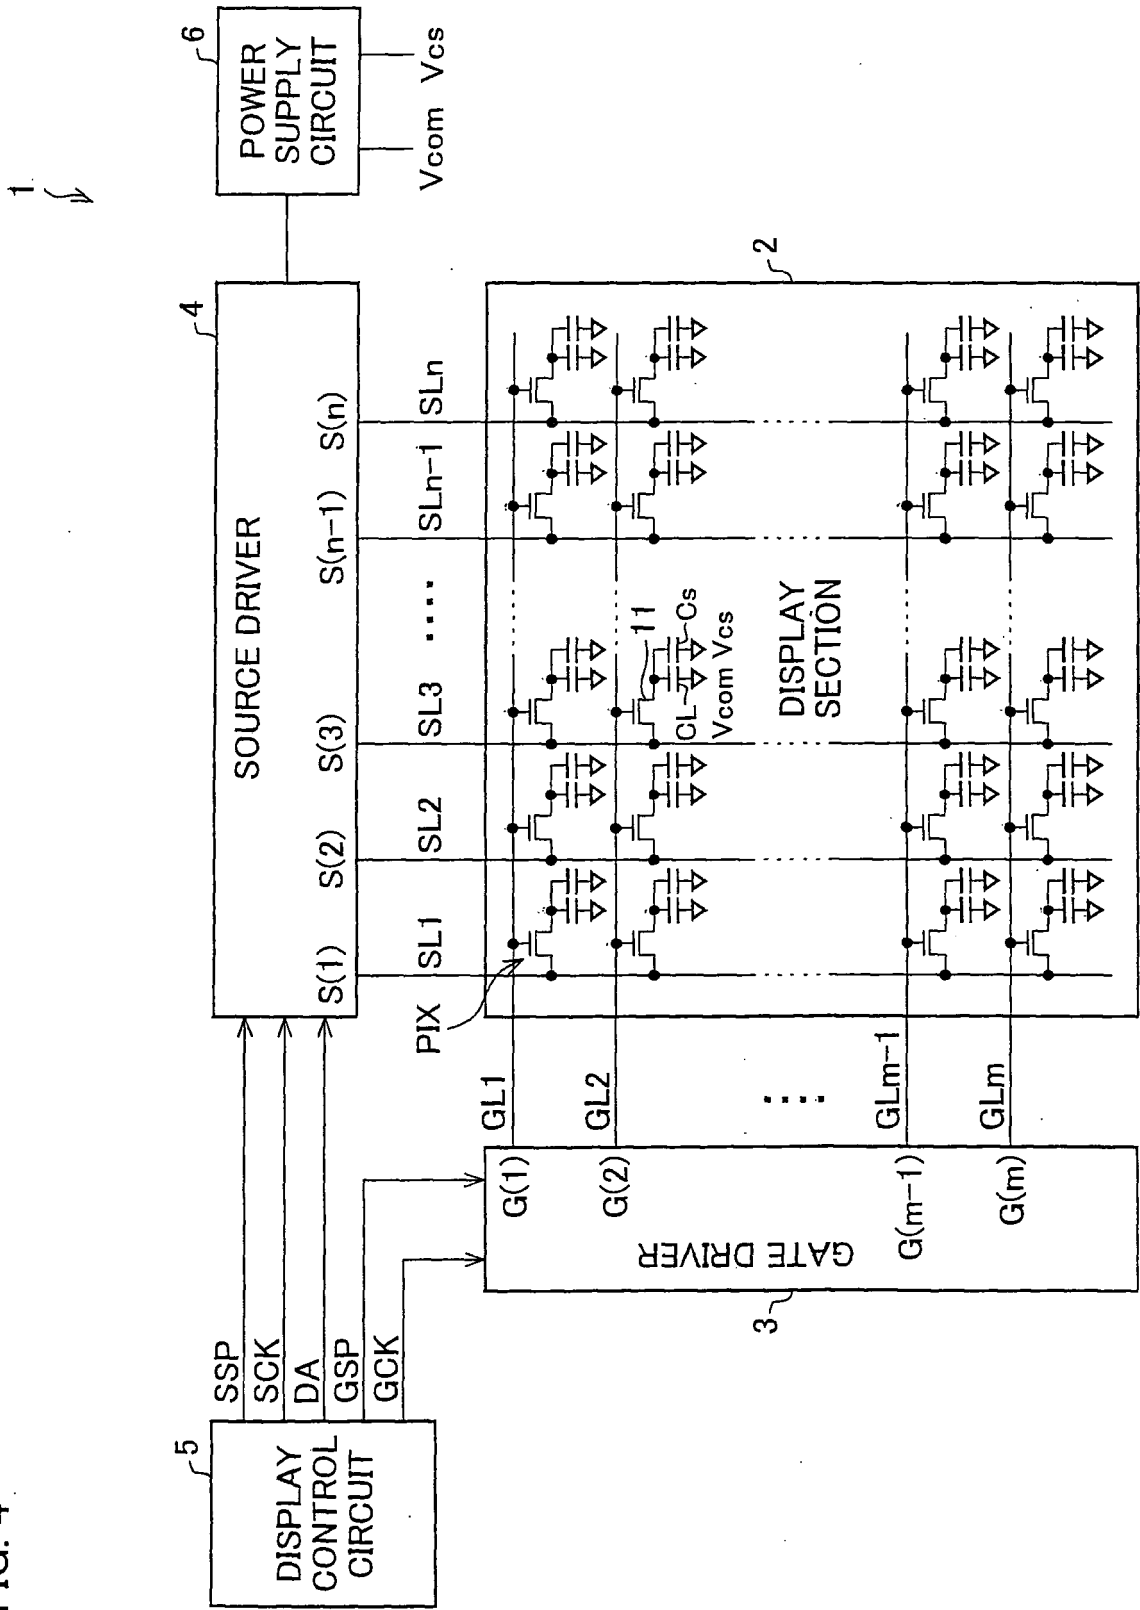 FIG. 4
1
5
DISPLAY
CONTROL
CIRCUIT
SSP
SCK
DA
GSP
GCK
4
SOURCE DRIVER
S(1)
S(2)
S(3)
S(n-1)
S(n)
6
POWER
SUPPLY
CIRCUIT
Vcom
Vcs
SL1
SL2
SL3
....
SLn-1
SLn
PIX
2
3
GATE DRIVER
G(1)
G(2)
G(m-1)
G(m)
GL1
GL2
....
GLm-1
GLm
11
CL
Cs
Vcom Vcs
DISPLAY
SECTION